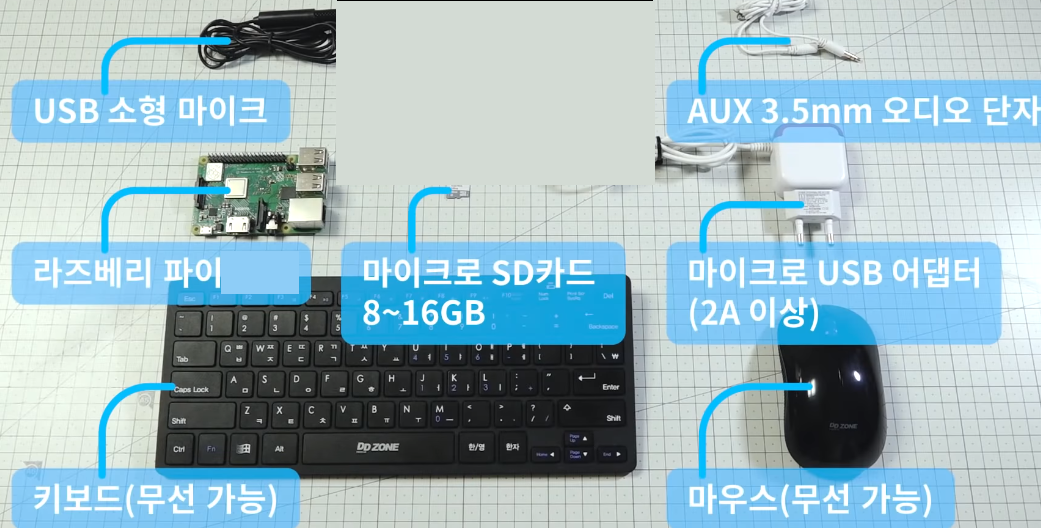 USB 소형 마이크
AUX 3.5mm 오디오 단자
라즈베리 파이
마이크로 SD카드
8~16GB
마이크로 USB 어댑터
(2A 이상)
Tab
Q W E R T Y U I O P
Caps Lock
A S D F G H J K L
Enter
Shift
Z X C V B N M
Shift
Ctrl
Fn
Alt
DD ZONE
한/영
한자
Home
Page Up
Page Down
End
DD ZONE
키보드(무선 가능)
마우스(무선 가능)